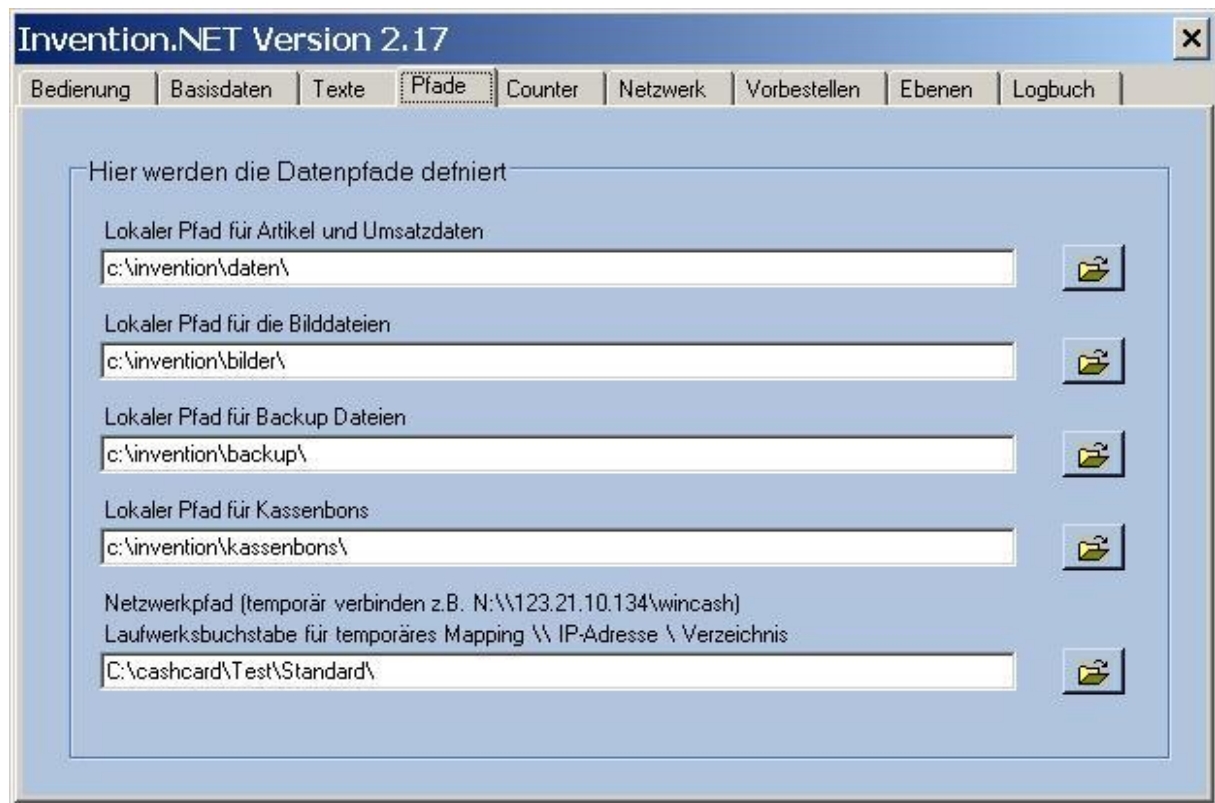 Invention.NET Version 2.17
Bedienung Basisdaten Texte Pfade Counter Netzwerk Vorbestellen Ebenen Logbuch
Hier werden die Datenpfade defniert
Lokaler Pfad für Artikel und Umsatzdaten
c:\invention\daten\
Lokaler Pfad für die Bilddateien
c:\invention\bilder\
Lokaler Pfad für Backup Dateien
c:\invention\backup\
Lokaler Pfad für Kassenbons
c:\invention\kassenbons\
Netzwerkpfad (temporär verbinden z.B. N:\\123.21.10.134\wincash)
Laufwerksbuchstabe für temporäres Mapping \\ IP-Adresse \ Verzeichnis
C:\cashcard\Test\Standard\